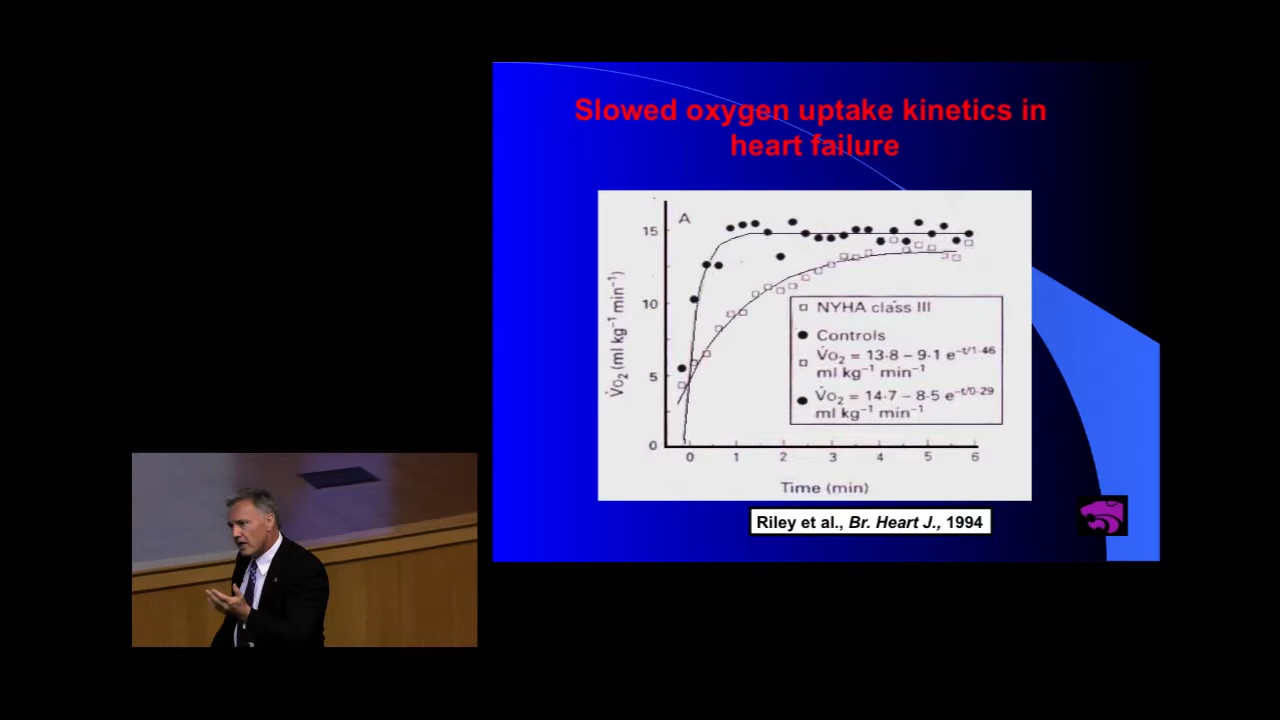 Slowed oxygen uptake kinetics in
heart failure
A
15
10
5
0
V̇o₂ (ml kg⁻¹ min⁻¹)
NYHA class III
Controls
V̇o₂ = 13·8 – 9·1 e⁻ᵗ/¹·⁴⁶
ml kg⁻¹ min⁻¹
V̇o₂ = 14·7 – 8·5 e⁻ᵗ/⁰·²⁹
ml kg⁻¹ min⁻¹
0 1 2 3 4 5 6
Time (min)
Riley et al., Br. Heart J., 1994